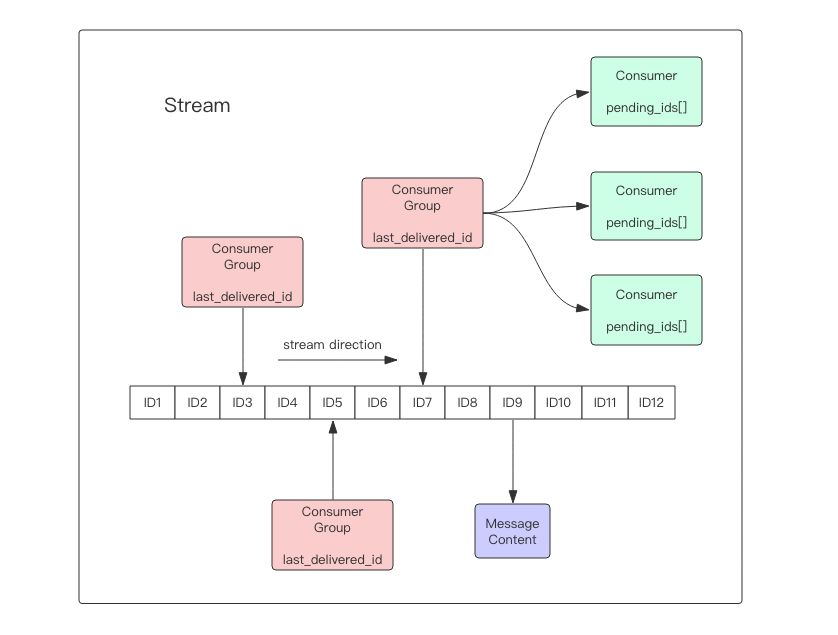 Stream
Consumer
pending_ids[]
Consumer
Group
last_delivered_id
Consumer
pending_ids[]
Consumer
Group
last_delivered_id
Consumer
pending_ids[]
stream direction
ID1 ID2 ID3 ID4 ID5 ID6 ID7 ID8 ID9 ID10 ID11 ID12
Consumer
Group
last_delivered_id
Message
Content